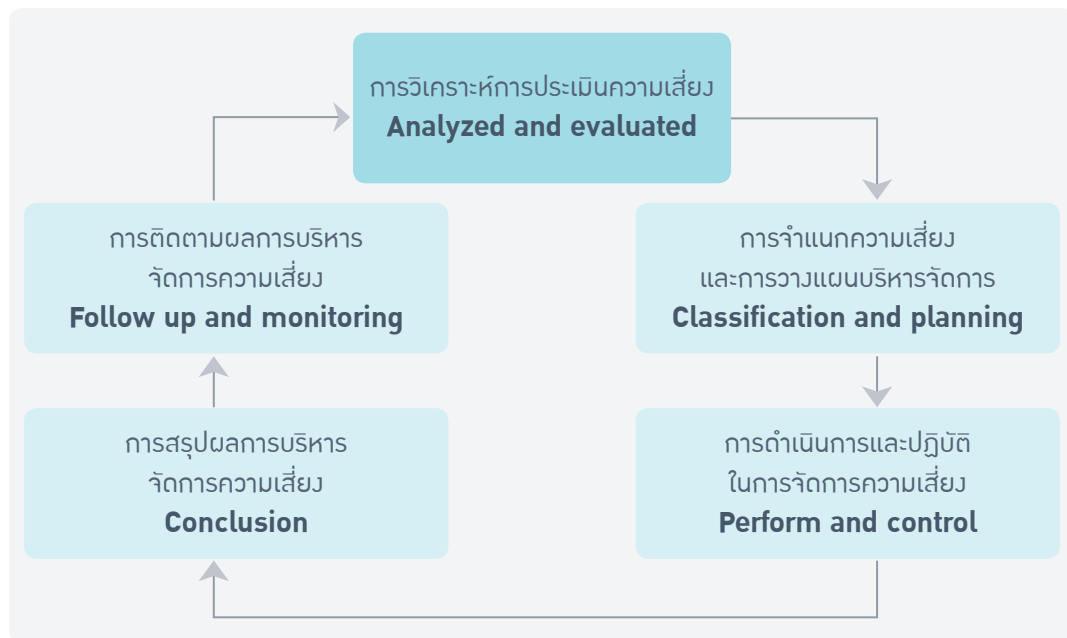 การวิเคราะห์การประเมินความเสี่ยง
Analyzed and evaluated
การจำแนกความเสี่ยง
และการวางแผนบริหารจัดการ
Classification and planning
การดำเนินการและปฏิบัติ
ในการจัดการความเสี่ยง
Perform and control
การสรุปผลการบริหาร
จัดการความเสี่ยง
Conclusion
การติดตามผลการบริหาร
จัดการความเสี่ยง
Follow up and monitoring